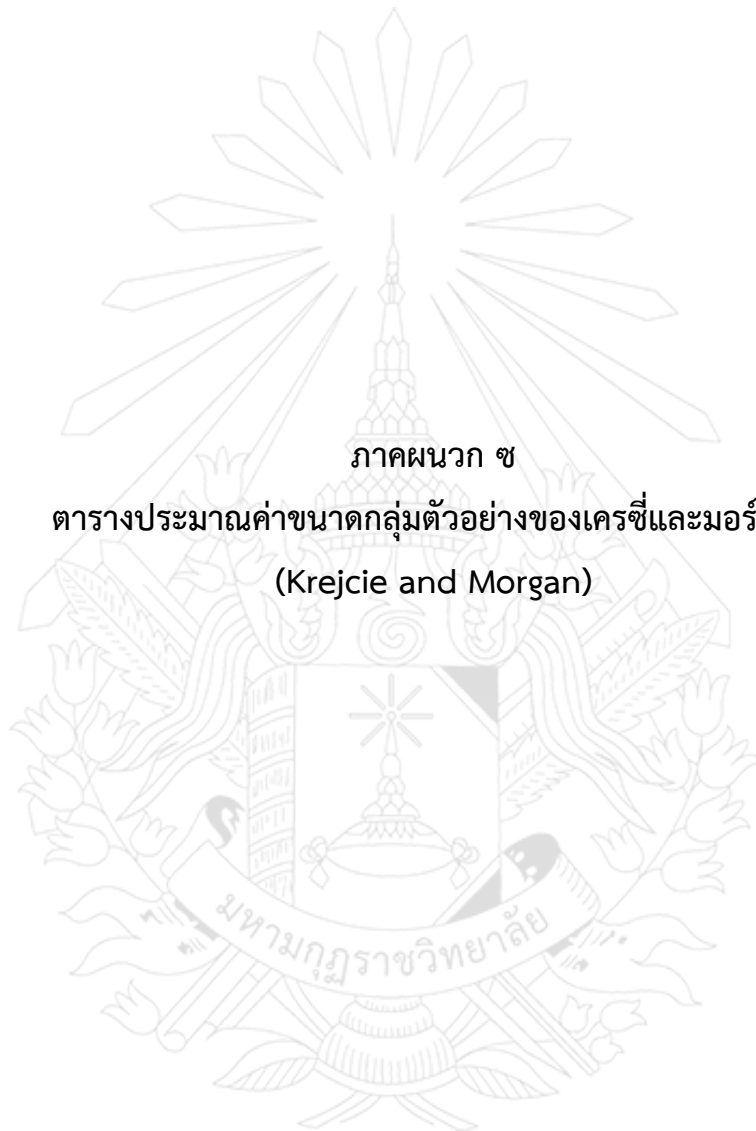 ภาคผนวก ซ
ตารางประมาณค่าขนาดกลุ่มตัวอย่างของเครซี่และมอร์
(Krejcie and Morgan)
มหามกุฏราชวิทยาลัย